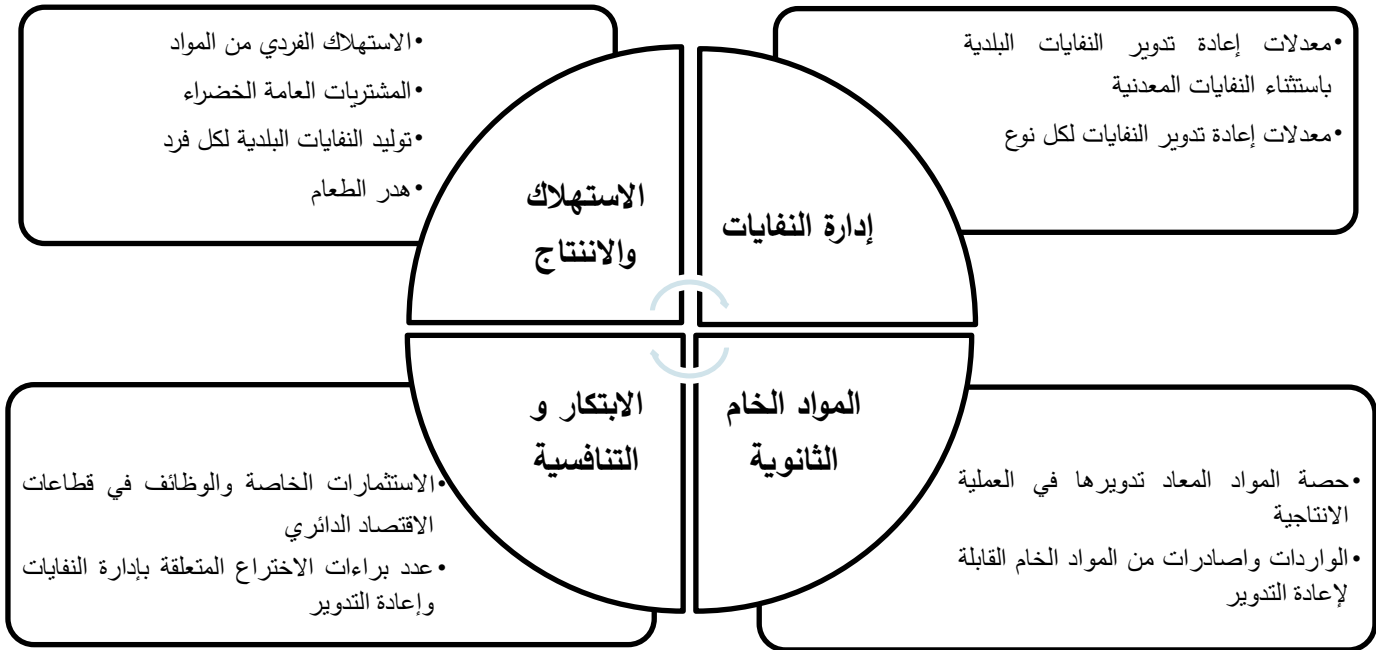 •معدلات إعادة تدوير النفايات البلدية
باستثناء النفايات المعدنية
•معدلات إعادة تدوير النفايات لكل نوع
•الاستهلاك الفردي من المواد
•المشتريات العامة الخضراء
•توليد النفايات البلدية لكل فرد
•هدر الطعام
إدارة النفايات
الاستهلاك
والاننتاج
المواد الخام
الثانوية
الابتكار و
التنافسية
•حصة المواد المعاد تدويرها في العملية
الانتاجية
•الواردات واصادرات من المواد الخام القابلة
لإعادة التدوير
•الاستثمارات الخاصة والوظائف في قطاعات
الاقتصاد الدائري
•عدد براءات الاختراع المتعلقة بإدارة النفايات
وإعادة التدوير